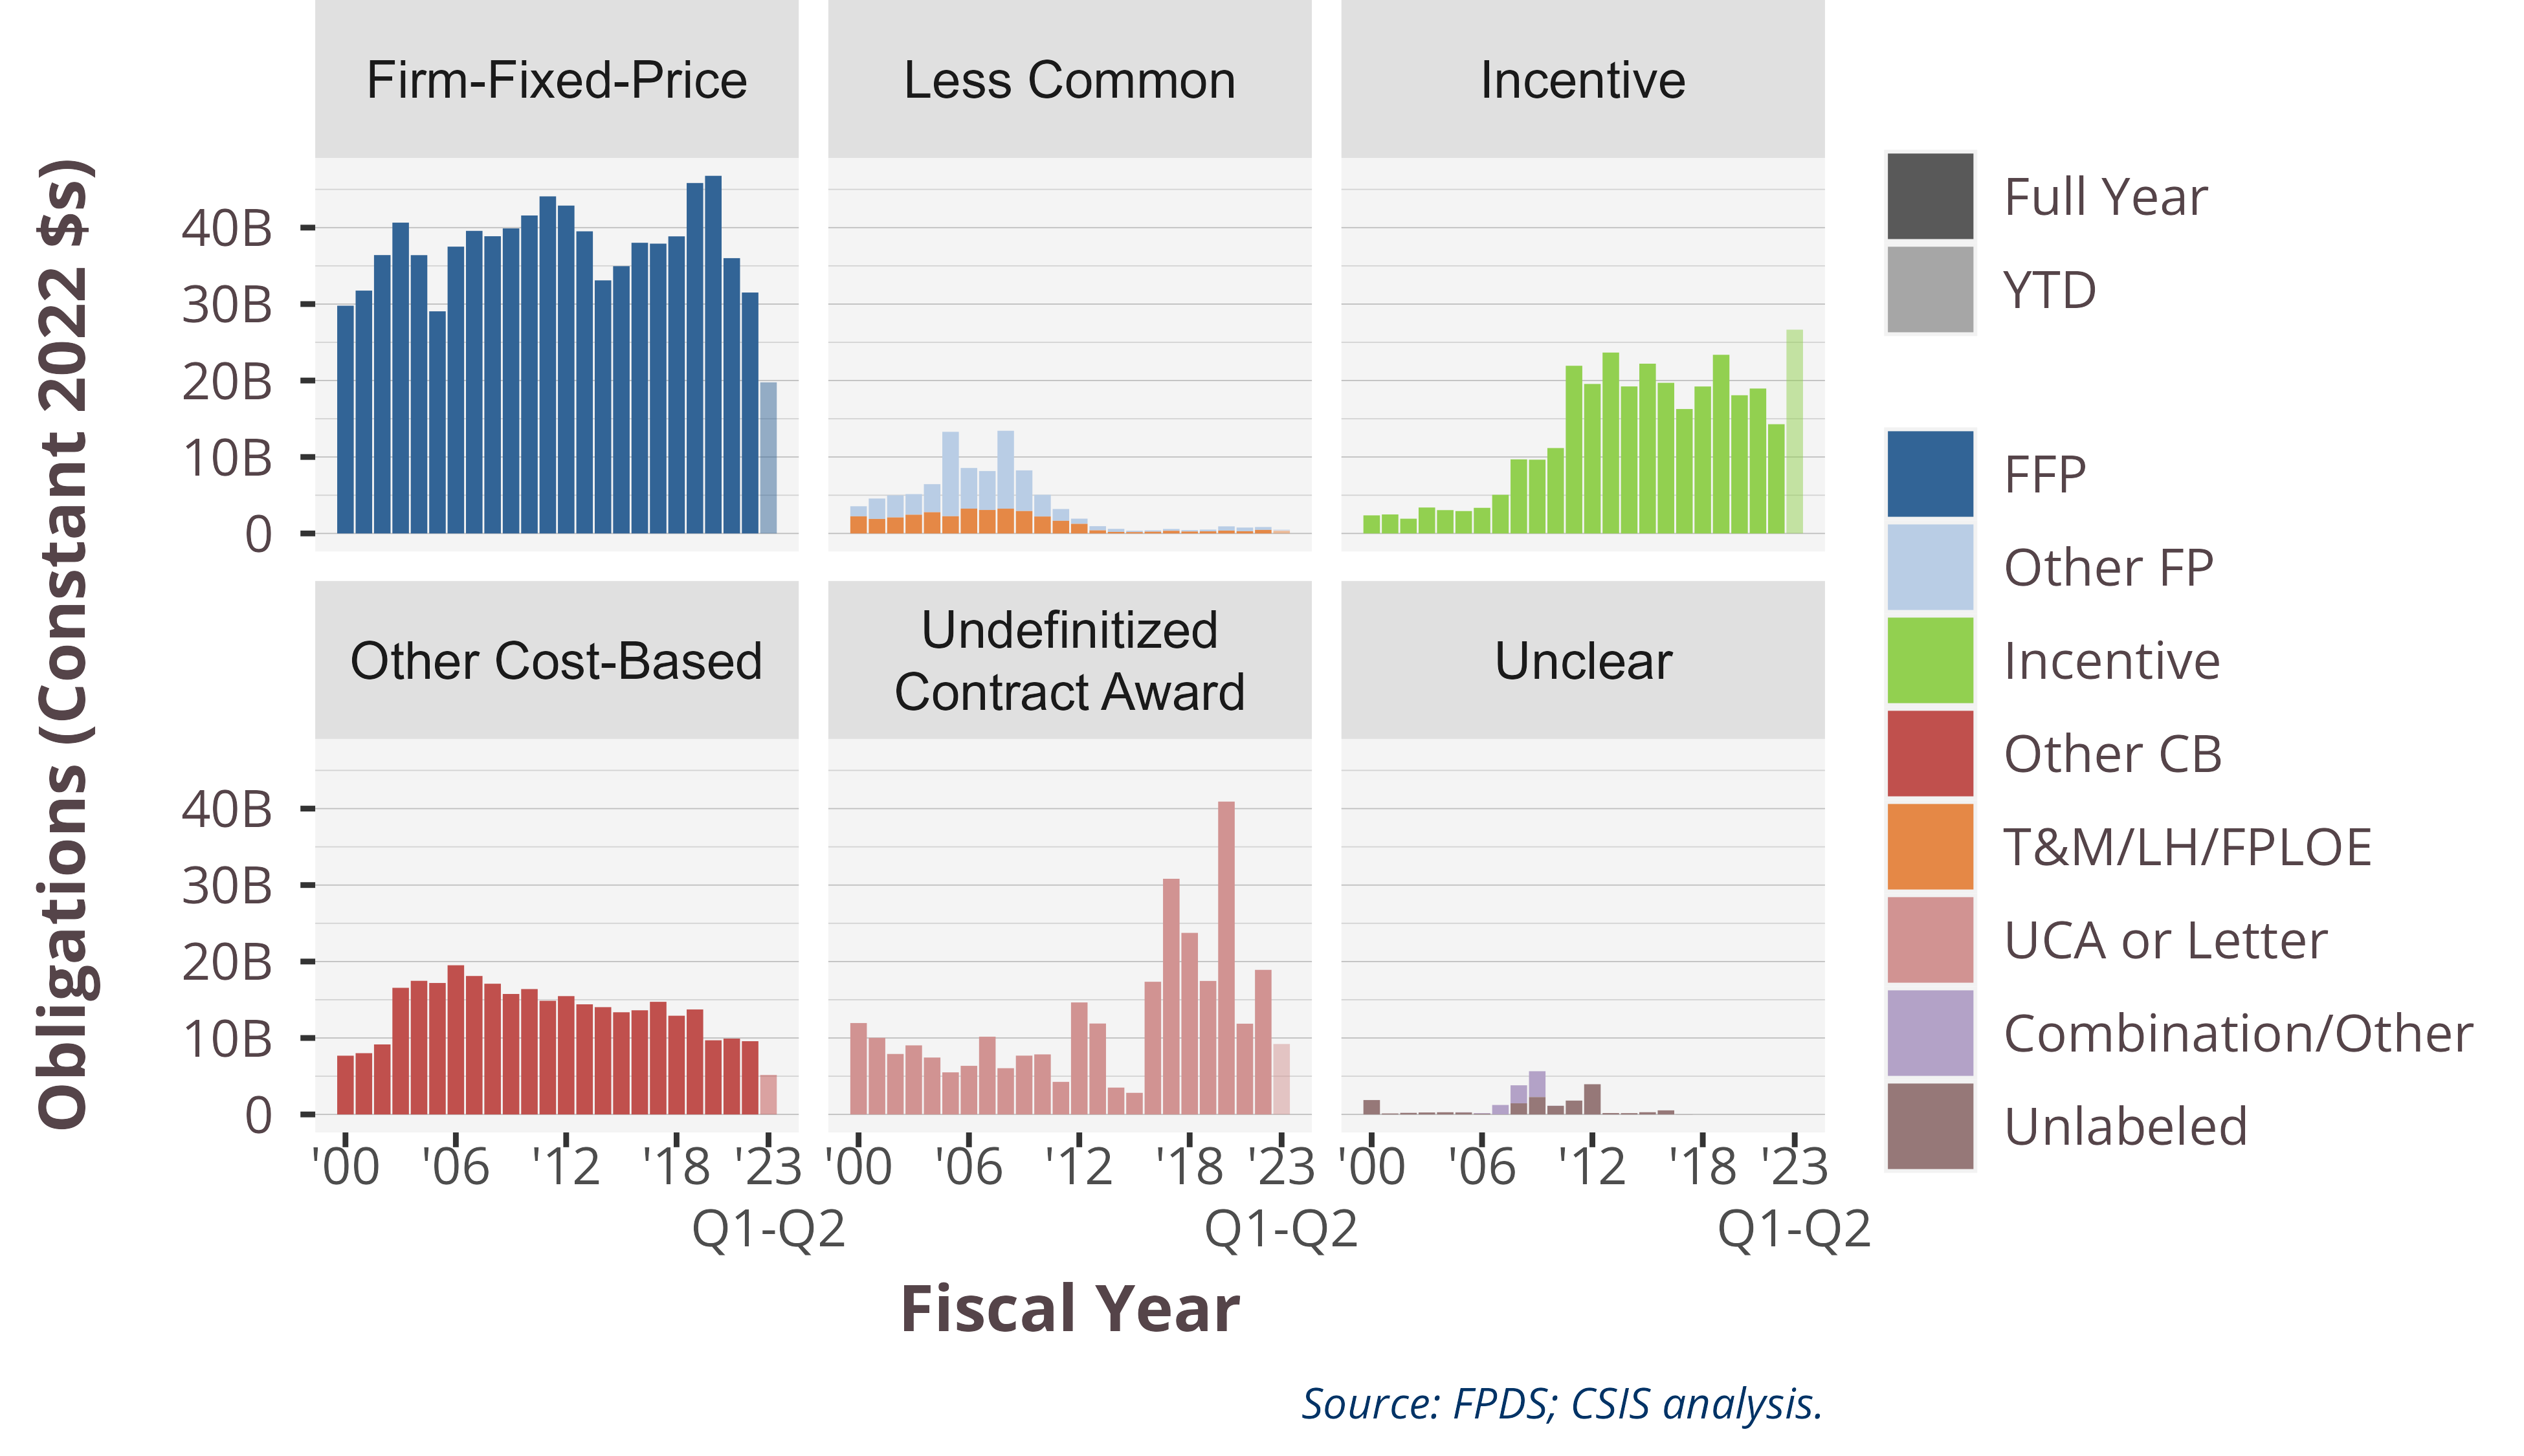 Firm-Fixed-Price
Less Common
Incentive
Obligations (Constant 2022 $s)
40B
30B
20B
10B
0
Other Cost-Based
Undefinitized
Contract Award
Unclear
40B
30B
20B
10B
0
'00 '06 '12 '18 '23
Q1-Q2
'00 '06 '12 '18 '23
Q1-Q2
'00 '06 '12 '18 '23
Q1-Q2
Fiscal Year
Full Year
YTD
FFP
Other FP
Incentive
Other CB
T&M/LH/FPLOE
UCA or Letter
Combination/Other
Unlabeled
Source: FPDS; CSIS analysis.